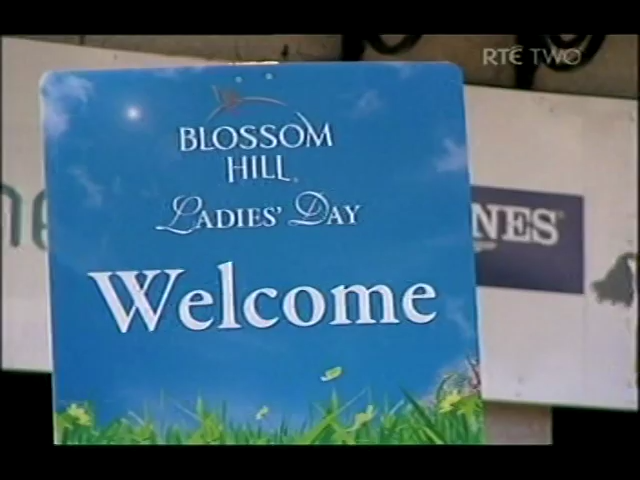 RTÉ TWO
BLOSSOM
HILL
LADIES' DAY
Welcome
NES